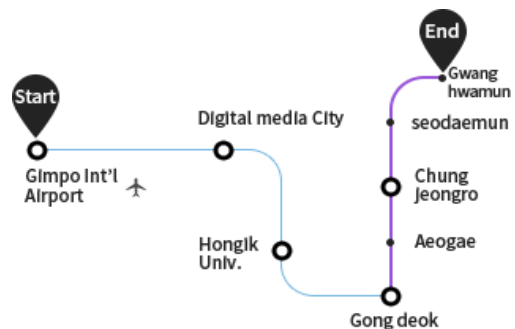 End
Gwang
hwamun
Start
Digital media City
seodaemun
Gimpo Int'l
Airport
Chung
Jeongro
Hongik
Univ.
Aeogae
Gong deok